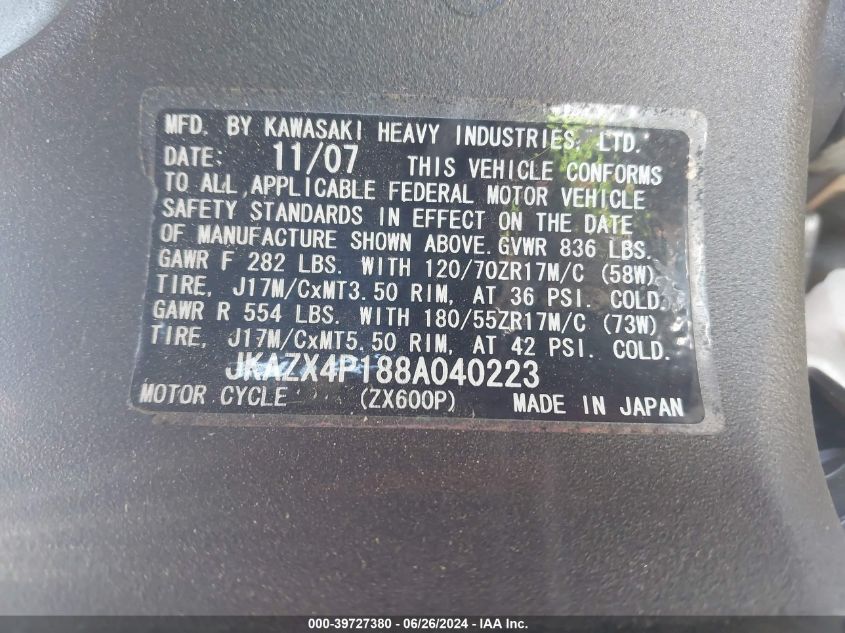 MFD. BY KAWASAKI HEAVY INDUSTRIES, LTD.
DATE: 11/07 THIS VEHICLE CONFORMS
TO ALL APPLICABLE FEDERAL MOTOR VEHICLE
SAFETY STANDARDS IN EFFECT ON THE DATE
OF MANUFACTURE SHOWN ABOVE. GVWR 836 LBS.
GAWR F 282 LBS. WITH 120/70ZR17M/C (58W)
TIRE, J17M/CxMT3.50 RIM, AT 36 PSI. COLD.
GAWR R 554 LBS. WITH 180/55ZR17M/C (73W)
TIRE, J17M/CxMT5.50 RIM, AT 42 PSI. COLD.
JKAZX4P188A040223
MOTOR CYCLE (ZX600P) MADE IN JAPAN
000-39727380 - 06/26/2024 - IAA Inc.